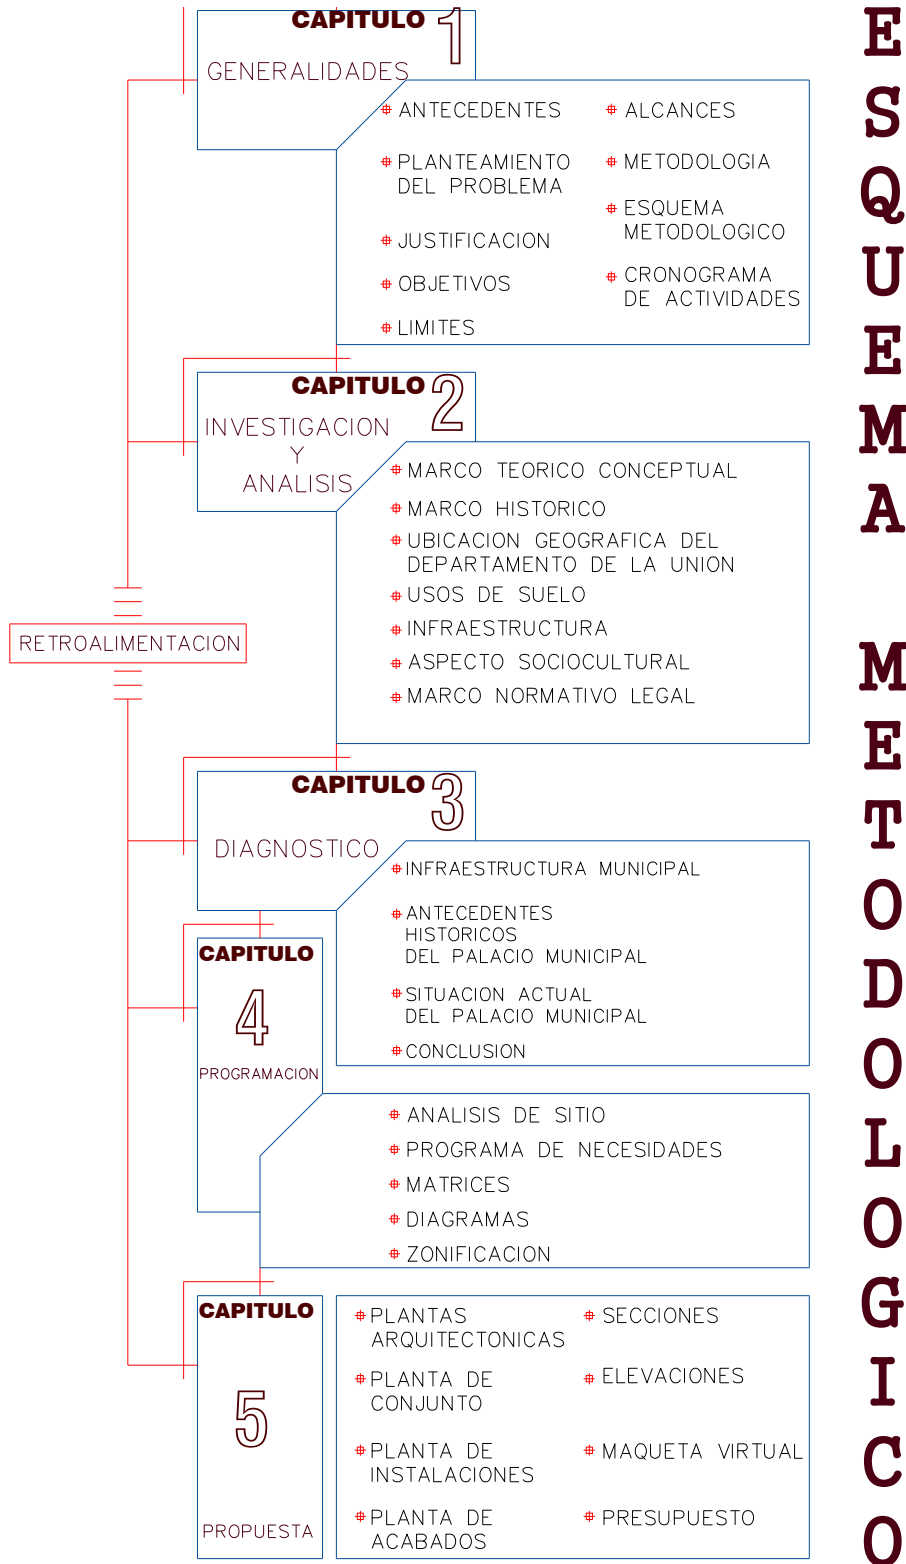 ESQUEMA METODOLOGICO
CAPITULO 1
GENERALIDADES
ANTECEDENTES
PLANTEAMIENTO
DEL PROBLEMA
JUSTIFICACION
OBJETIVOS
LIMITES
ALCANCES
METODOLOGIA
ESQUEMA
METODOLOGICO
CRONOGRAMA
DE ACTIVIDADES
CAPITULO 2
INVESTIGACION
Y
ANALISIS
MARCO TEORICO CONCEPTUAL
MARCO HISTORICO
UBICACION GEOGRAFICA DEL
DEPARTAMENTO DE LA UNION
USOS DE SUELO
INFRAESTRUCTURA
ASPECTO SOCIOCULTURAL
MARCO NORMATIVO LEGAL
RETROALIMENTACION
CAPITULO 3
DIAGNOSTICO
INFRAESTRUCTURA MUNICIPAL
ANTECEDENTES
HISTORICOS
DEL PALACIO MUNICIPAL
SITUACION ACTUAL
DEL PALACIO MUNICIPAL
CONCLUSION
CAPITULO
4
PROGRAMACION
ANALISIS DE SITIO
PROGRAMA DE NECESIDADES
MATRICES
DIAGRAMAS
ZONIFICACION
CAPITULO
5
PROPUESTA
PLANTAS
ARQUITECTONICAS
PLANTA DE
CONJUNTO
PLANTA DE
INSTALACIONES
PLANTA DE
ACABADOS
SECCIONES
ELEVACIONES
MAQUETA VIRTUAL
PRESUPUESTO